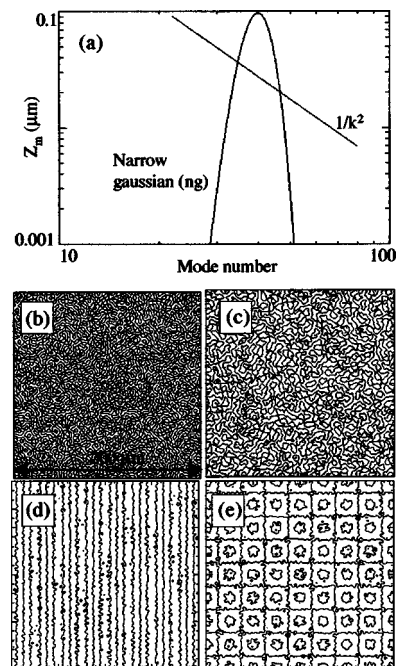 0.1
(a)
Z_m (μm)
1/k²
Narrow
gaussian (ng)
0.001
10
Mode number
100
(b)
(c)
(d)
(e)